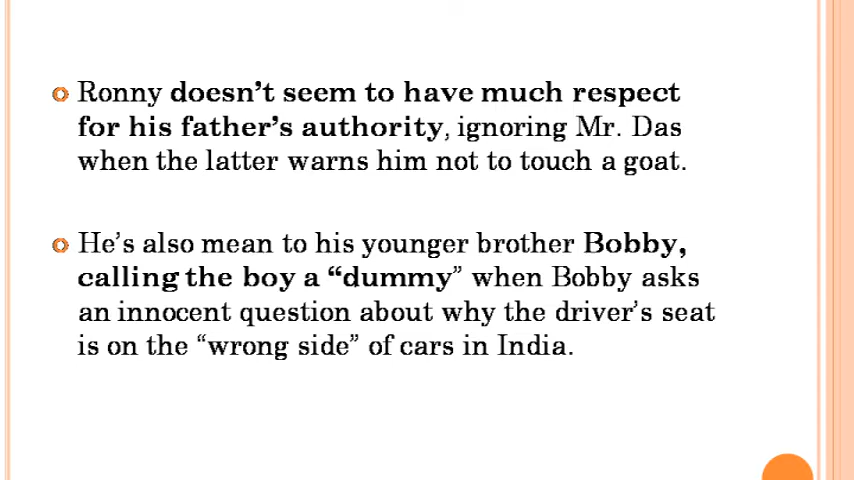 Ronny doesn’t seem to have much respect
for his father’s authority, ignoring Mr. Das
when the latter warns him not to touch a goat.
He’s also mean to his younger brother Bobby,
calling the boy a “dummy” when Bobby asks
an innocent question about why the driver’s seat
is on the “wrong side” of cars in India.